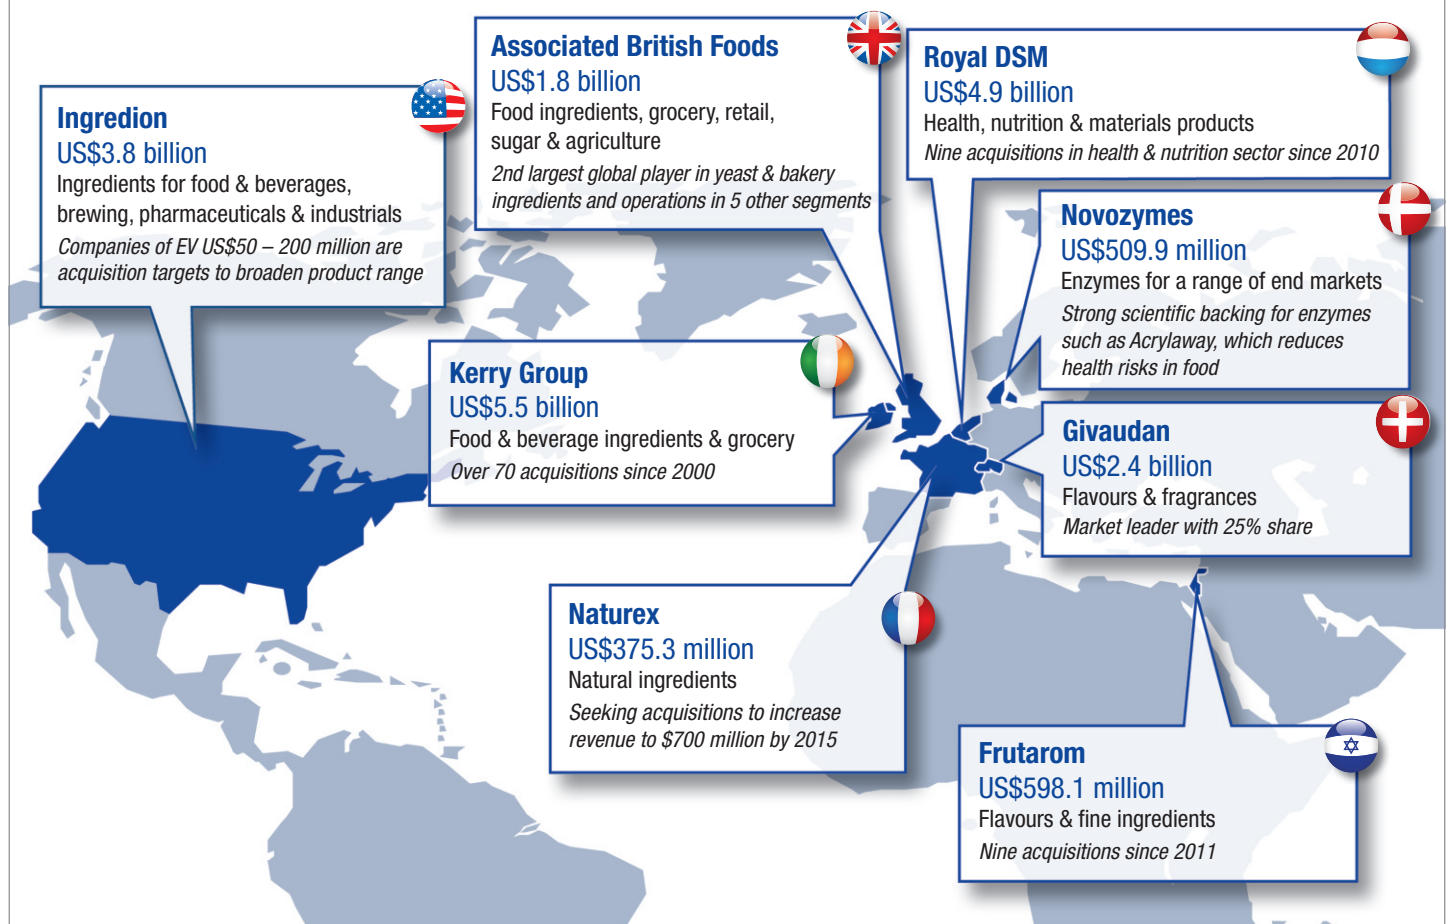 Associated British Foods
US$1.8 billion
Food ingredients, grocery, retail,
sugar & agriculture
2nd largest global player in yeast & bakery
ingredients and operations in 5 other segments
Royal DSM
US$4.9 billion
Health, nutrition & materials products
Nine acquisitions in health & nutrition sector since 2010
Ingredion
US$3.8 billion
Ingredients for food & beverages,
brewing, pharmaceuticals & industrials
Companies of EV US$50 – 200 million are
acquisition targets to broaden product range
Novozymes
US$509.9 million
Enzymes for a range of end markets
Strong scientific backing for enzymes
such as Acrylaway, which reduces
health risks in food
Kerry Group
US$5.5 billion
Food & beverage ingredients & grocery
Over 70 acquisitions since 2000
Givaudan
US$2.4 billion
Flavours & fragrances
Market leader with 25% share
Naturex
US$375.3 million
Natural ingredients
Seeking acquisitions to increase
revenue to $700 million by 2015
Frutarom
US$598.1 million
Flavours & fine ingredients
Nine acquisitions since 2011